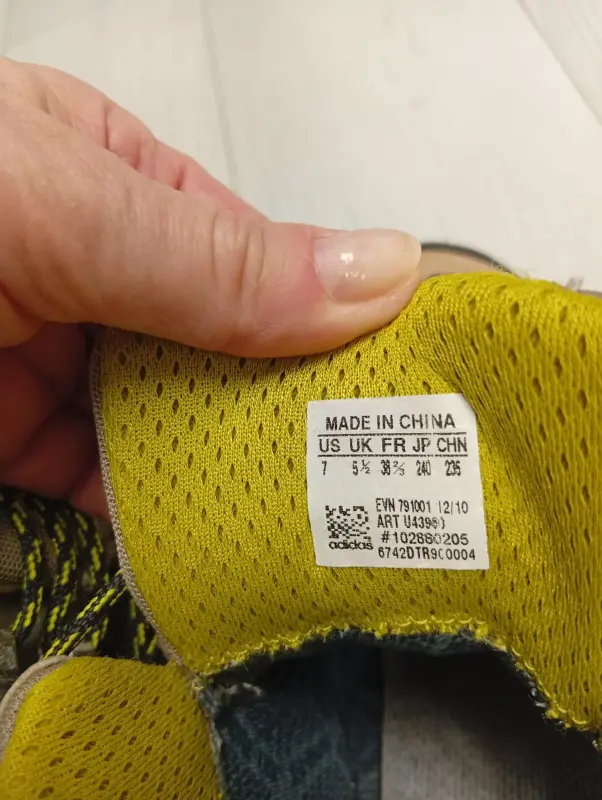 MADE IN CHINA
US UK FR JP CHN
7 5½ 38⅔ 240 235
EVN 791001 12/10
ART
#102880205
adidas
6742DTR9C0004